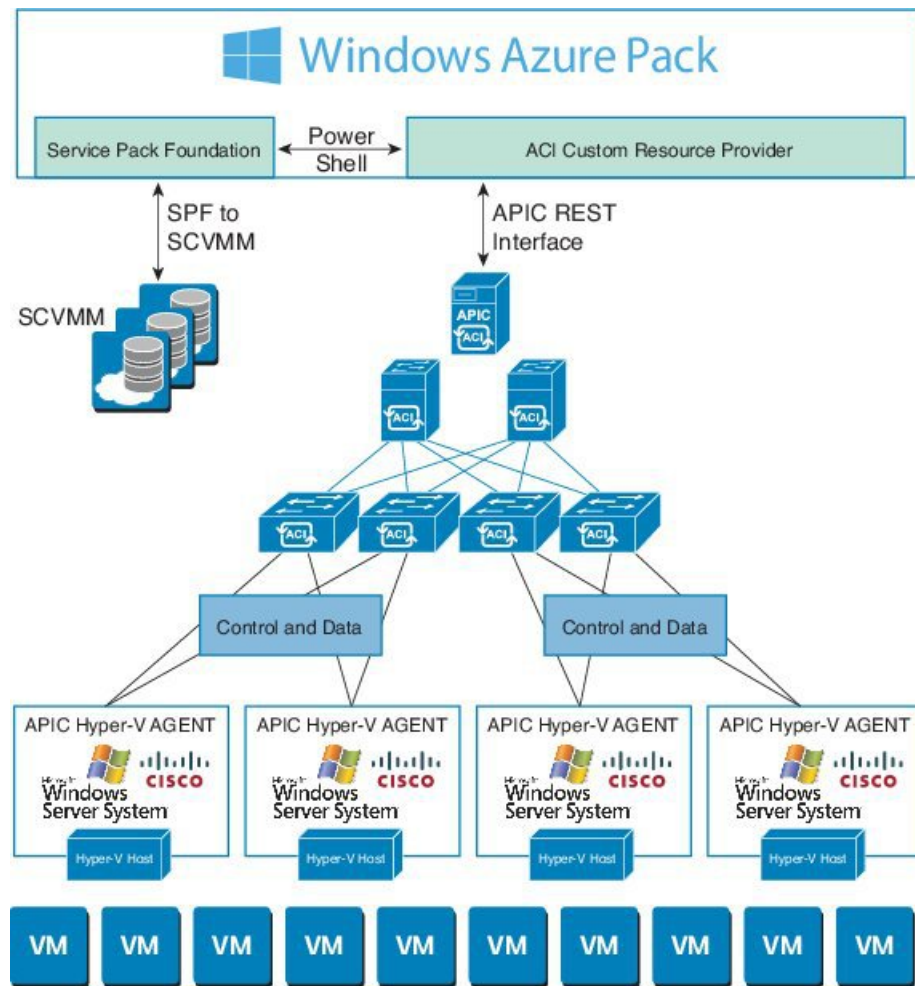 Windows Azure Pack
Service Pack Foundation
Power
Shell
ACI Custom Resource Provider
SPF to
SCVMM
APIC REST
Interface
SCVMM
APIC
ACI
ACI
ACI
ACI
ACI
ACI
ACI
Control and Data
Control and Data
APIC Hyper-V AGENT
Windows
Server System
CISCO
Hyper-V Host
APIC Hyper-V AGENT
Windows
Server System
CISCO
Hyper-V Host
APIC Hyper-V AGENT
Windows
Server System
CISCO
Hyper-V Host
APIC Hyper-V AGENT
Windows
Server System
CISCO
Hyper-V Host
VM
VM
VM
VM
VM
VM
VM
VM
VM
VM